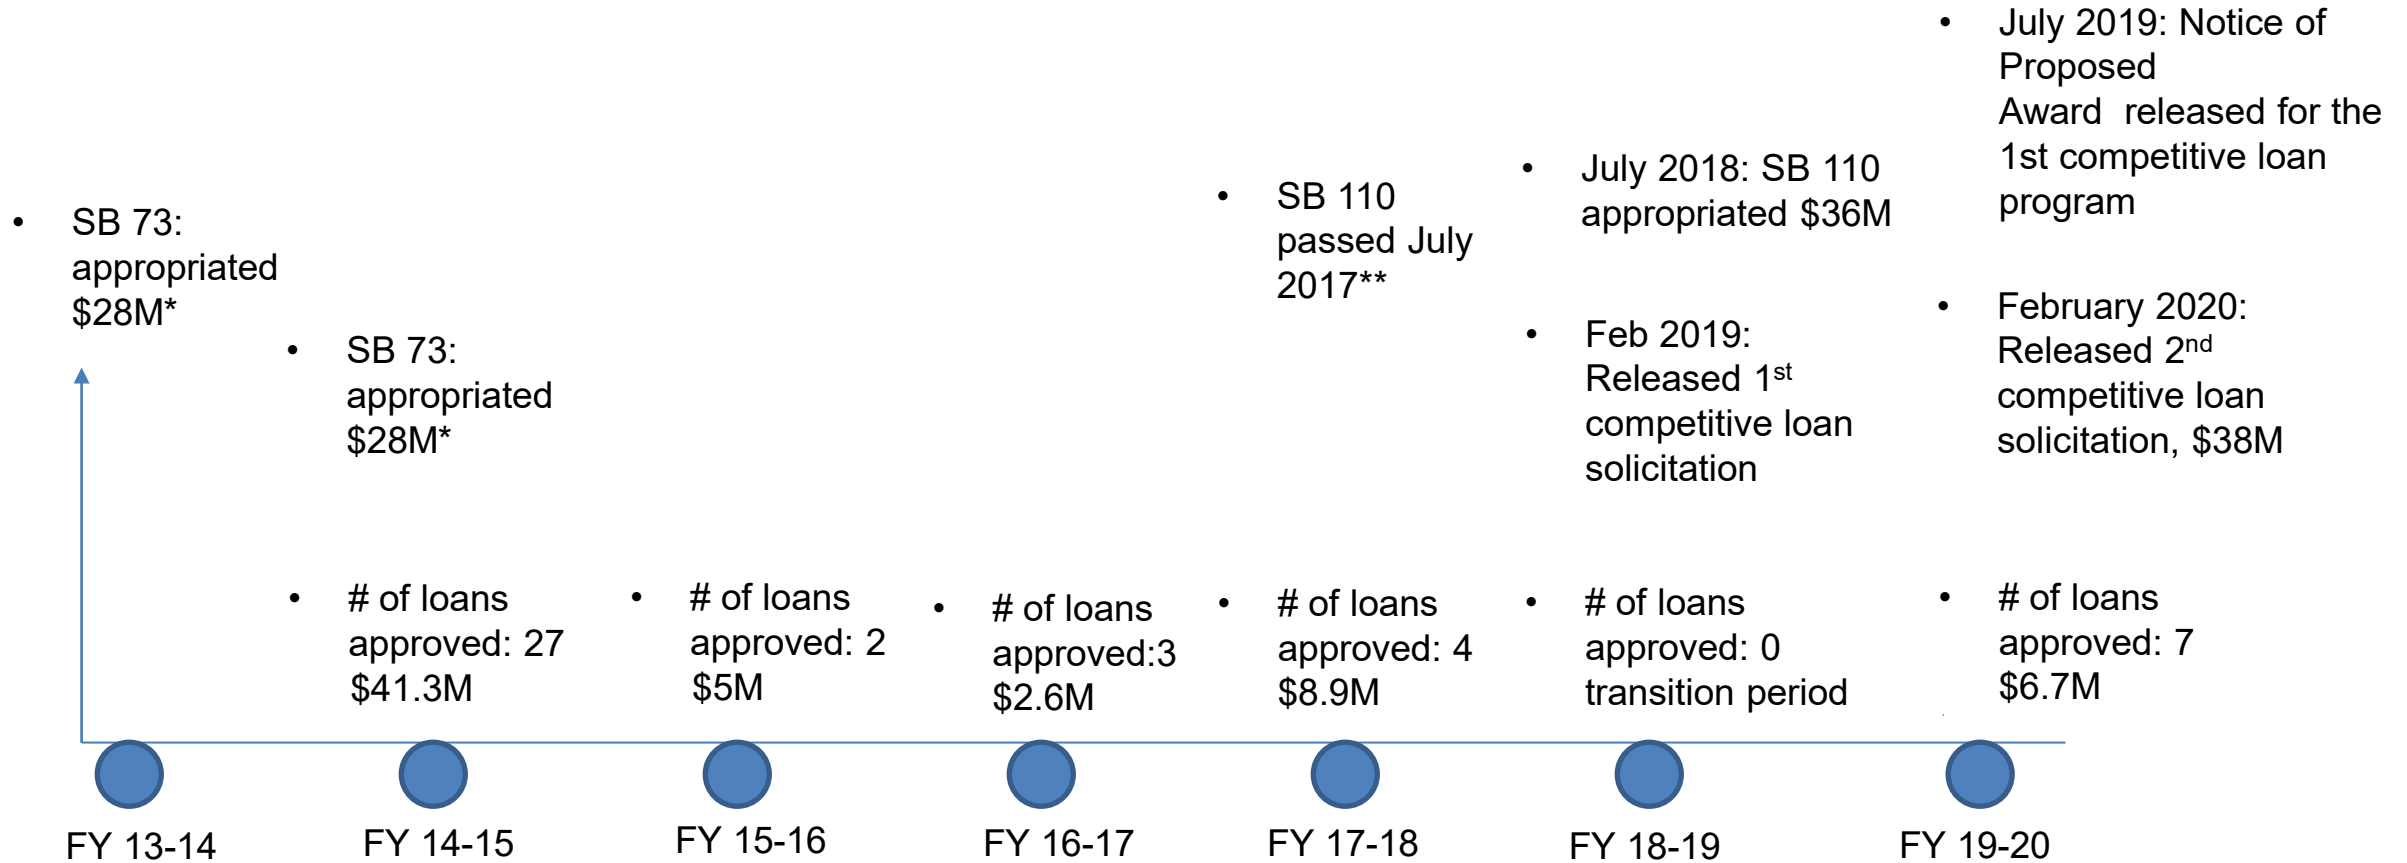 • SB 73:
appropriated
$28M*
• SB 73:
appropriated
$28M*
• # of loans
approved: 27
$41.3M
• # of loans
approved: 2
$5M
• # of loans
approved:3
$2.6M
• SB 110
passed July
2017**
• # of loans
approved: 4
$8.9M
• July 2018: SB 110
appropriated $36M
• Feb 2019:
Released 1st
competitive loan
solicitation
• # of loans
approved: 0
transition period
• July 2019: Notice of
Proposed
Award  released for the
1st competitive loan
program
• February 2020:
Released 2nd
competitive loan
solicitation, $38M
• # of loans
approved: 7
$6.7M
FY 13-14
FY 14-15
FY 15-16
FY 16-17
FY 17-18
FY 18-19
FY 19-20